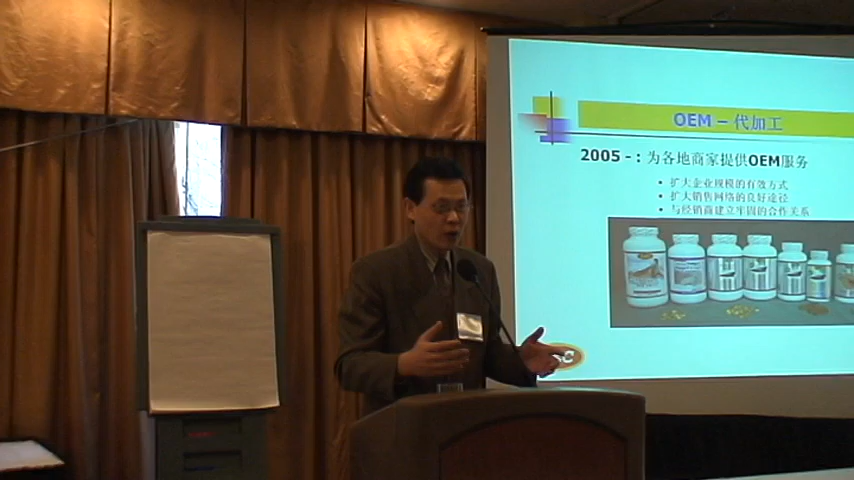 OEM – 代加工
2005 - : 为各地商家提供OEM服务
• 扩大企业规模的有效方式
• 扩大销售网络的良好途径
• 与经销商建立牢固的合作关系